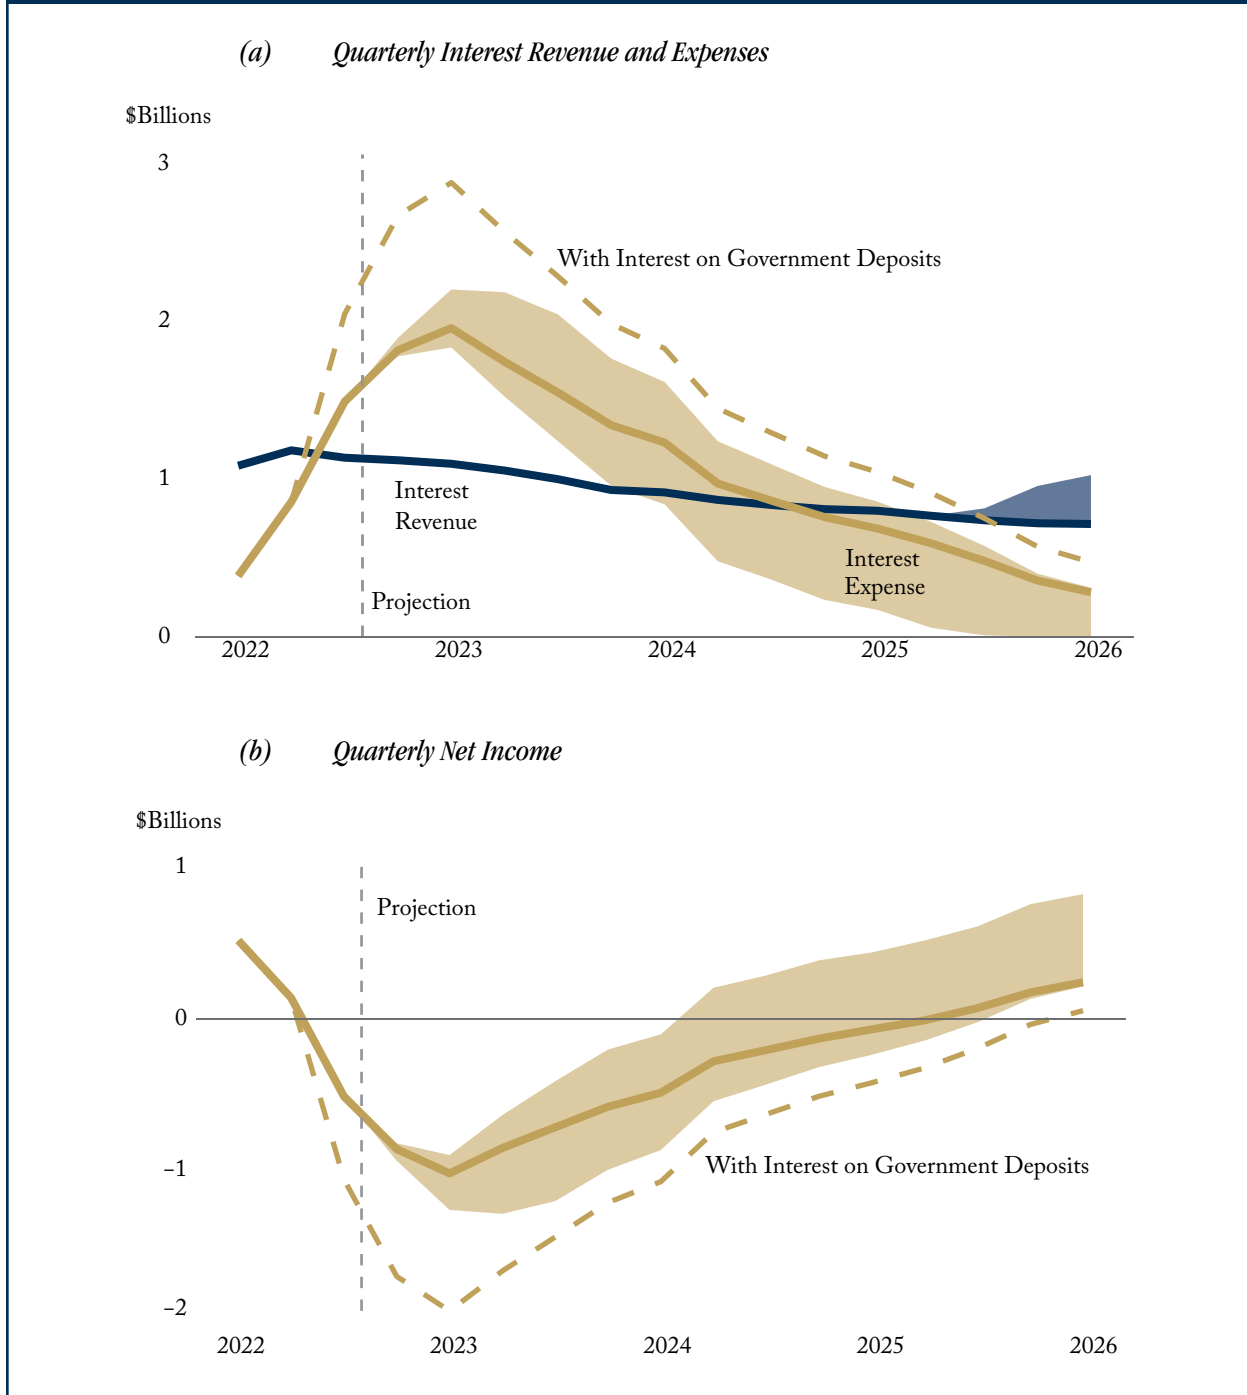 (a) Quarterly Interest Revenue and Expenses
$Billions
3
With Interest on Government Deposits
2
1
Interest
Revenue
Interest
Expense
Projection
0
2022 2023 2024 2025 2026
(b) Quarterly Net Income
$Billions
1
Projection
0
–1
With Interest on Government Deposits
–2
2022 2023 2024 2025 2026